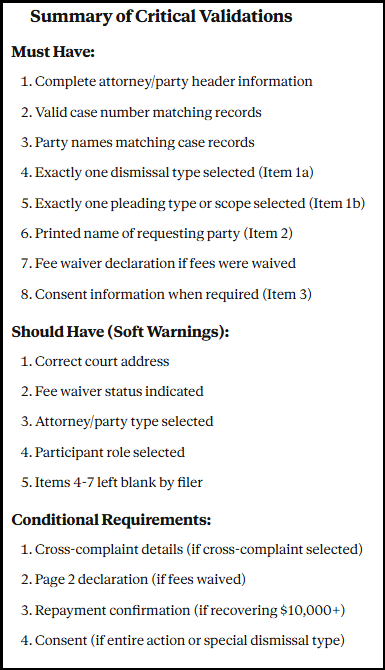 Summary of Critical Validations
Must Have:
1. Complete attorney/party header information
2. Valid case number matching records
3. Party names matching case records
4. Exactly one dismissal type selected (Item 1a)
5. Exactly one pleading type or scope selected (Item 1b)
6. Printed name of requesting party (Item 2)
7. Fee waiver declaration if fees were waived
8. Consent information when required (Item 3)
Should Have (Soft Warnings):
1. Correct court address
2. Fee waiver status indicated
3. Attorney/party type selected
4. Participant role selected
5. Items 4-7 left blank by filer
Conditional Requirements:
1. Cross-complaint details (if cross-complaint selected)
2. Page 2 declaration (if fees waived)
3. Repayment confirmation (if recovering $10,000+)
4. Consent (if entire action or special dismissal type)